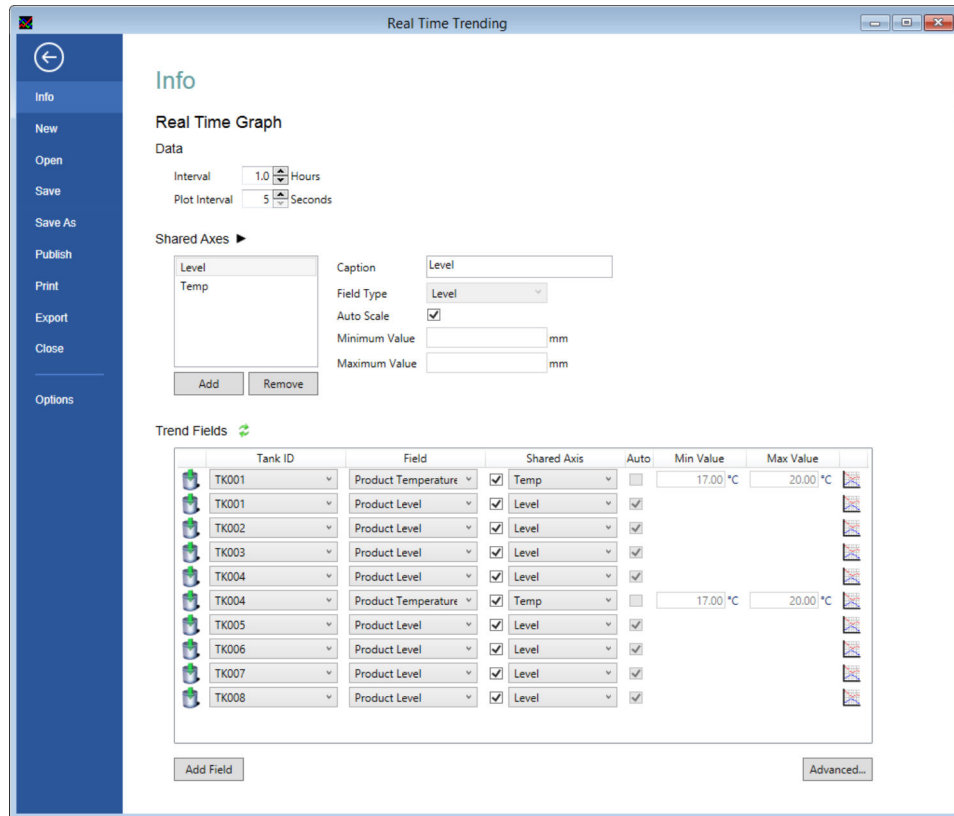 Real Time Trending
Info
New
Open
Save
Save As
Publish
Print
Export
Close
Options
Info
Real Time Graph
Data
Interval 1.0 Hours
Plot Interval 5 Seconds
Shared Axes
Level
Temp
Add Remove
Caption Level
Field Type Level
Auto Scale
Minimum Value mm
Maximum Value mm
Trend Fields
Tank ID Field Shared Axis Auto Min Value Max Value
TK001 Product Temperature Temp 17.00 °C 20.00 °C
TK001 Product Level Level
TK002 Product Level Level
TK003 Product Level Level
TK004 Product Level Level
TK004 Product Temperature Temp 17.00 °C 20.00 °C
TK005 Product Level Level
TK006 Product Level Level
TK007 Product Level Level
TK008 Product Level Level
Add Field Advanced...